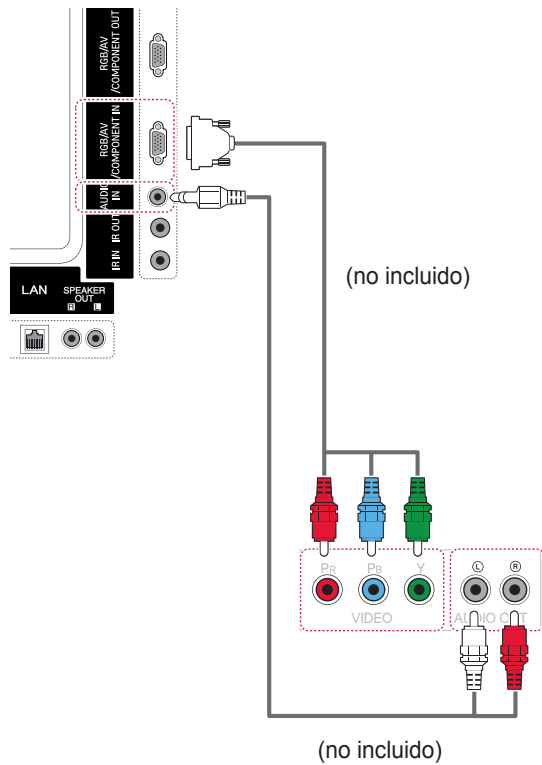 RGB/AV
/COMPONENT OUT
RGB/AV
/COMPONENT IN
AUDIO
IN
IR OUT
IR IN
LAN
SPEAKER
OUT
R L
(no incluido)
PR PB Y
VIDEO
L R
AUDIO OUT
(no incluido)